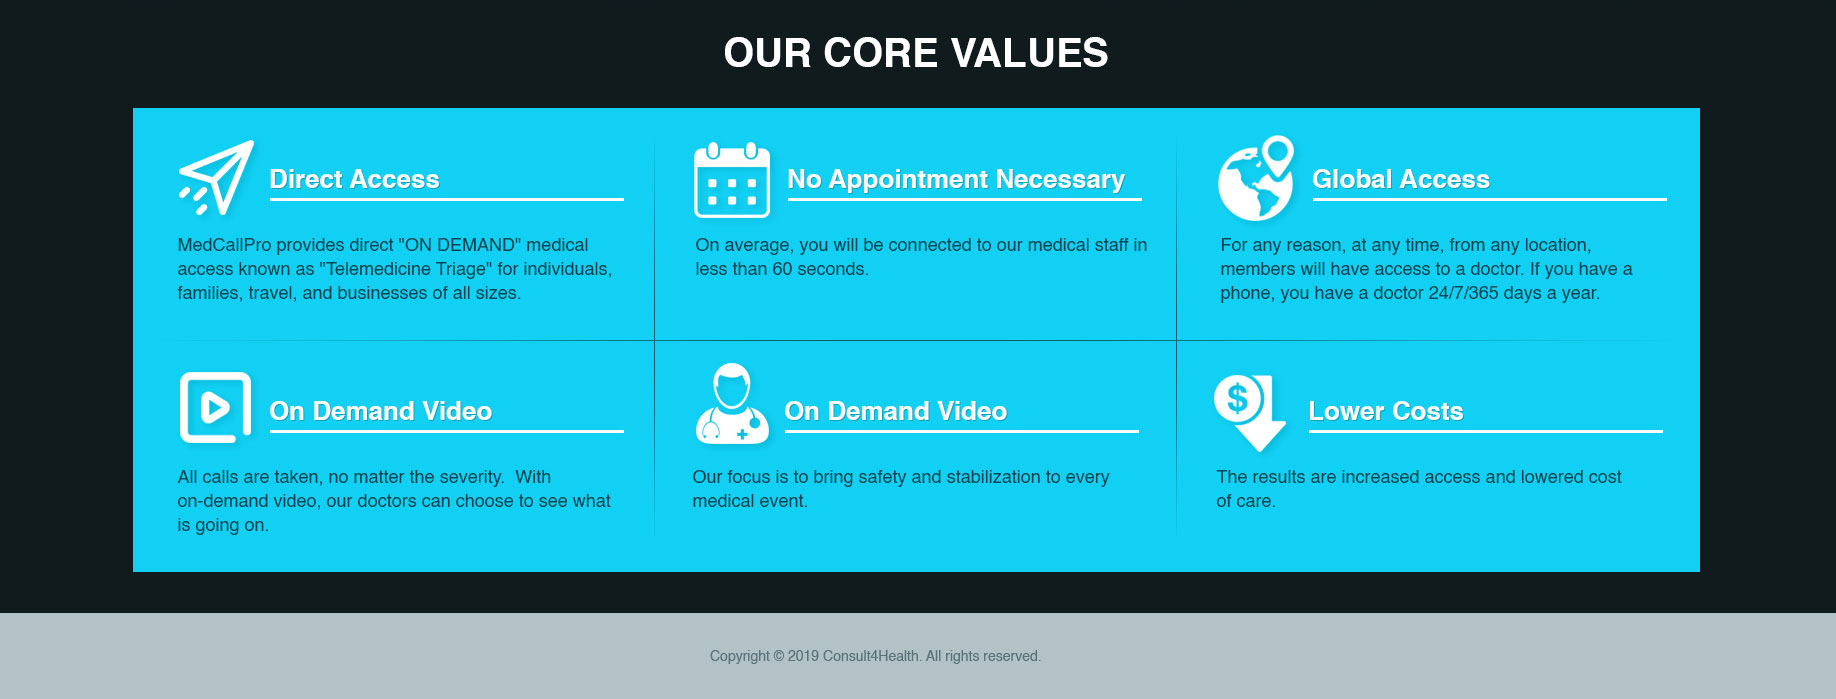 OUR CORE VALUES
Direct Access
MedCallPro provides direct "ON DEMAND" medical
access known as "Telemedicine Triage" for individuals,
families, travel, and businesses of all sizes.
No Appointment Necessary
On average, you will be connected to our medical staff in
less than 60 seconds.
Global Access
For any reason, at any time, from any location,
members will have access to a doctor. If you have a
phone, you have a doctor 24/7/365 days a year.
On Demand Video
All calls are taken, no matter the severity.  With
on-demand video, our doctors can choose to see what
is going on.
On Demand Video
Our focus is to bring safety and stabilization to every
medical event.
Lower Costs
The results are increased access and lowered cost
of care.
Copyright © 2019 Consult4Health. All rights reserved.